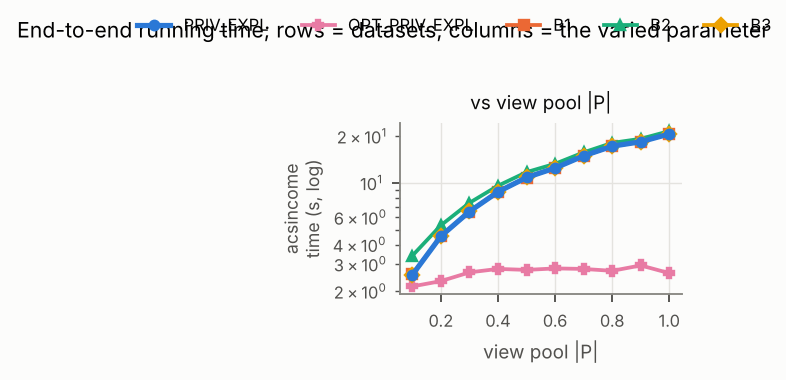 End-to-end running time; rows = datasets, columns = the varied parameter
PRIV_EXPL OPT_PRIV_EXPL B1 B2 B3
vs view pool |P|
acsincome
time (s, log)
2 × 10¹
10¹
6 × 10⁰
4 × 10⁰
3 × 10⁰
2 × 10⁰
0.2 0.4 0.6 0.8 1.0
view pool |P|